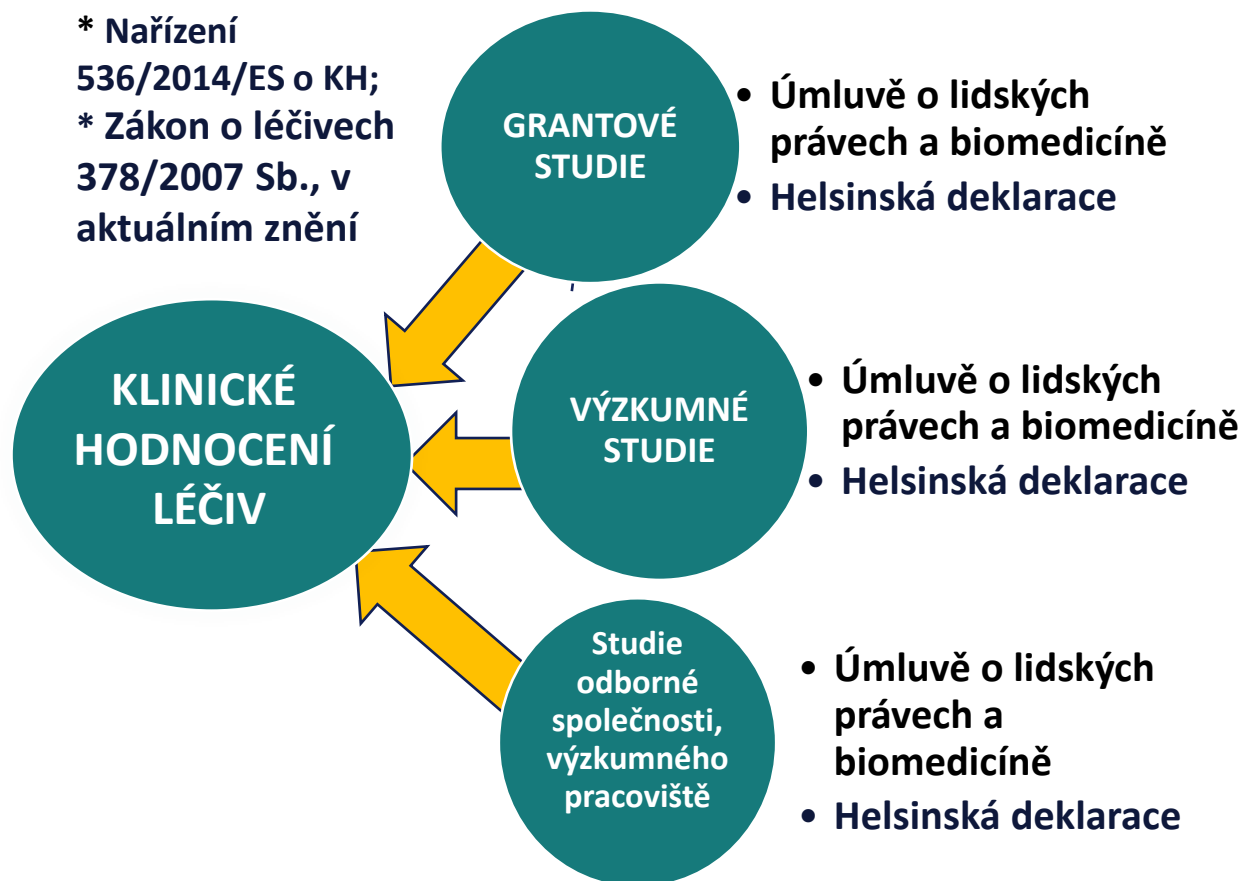 * Nařízení
536/2014/ES o KH;
* Zákon o léčivech
378/2007 Sb., v
aktuálním znění
GRANTOVÉ
STUDIE
• Úmluvě o lidských
právech a biomedicíně
• Helsinská deklarace
KLINICKÉ
HODNOCENÍ
LÉČIV
VÝZKUMNÉ
STUDIE
• Úmluvě o lidských
právech a biomedicíně
• Helsinská deklarace
Studie
odborné
společnosti,
výzkumného
pracoviště
• Úmluvě o lidských
právech a
biomedicíně
• Helsinská deklarace